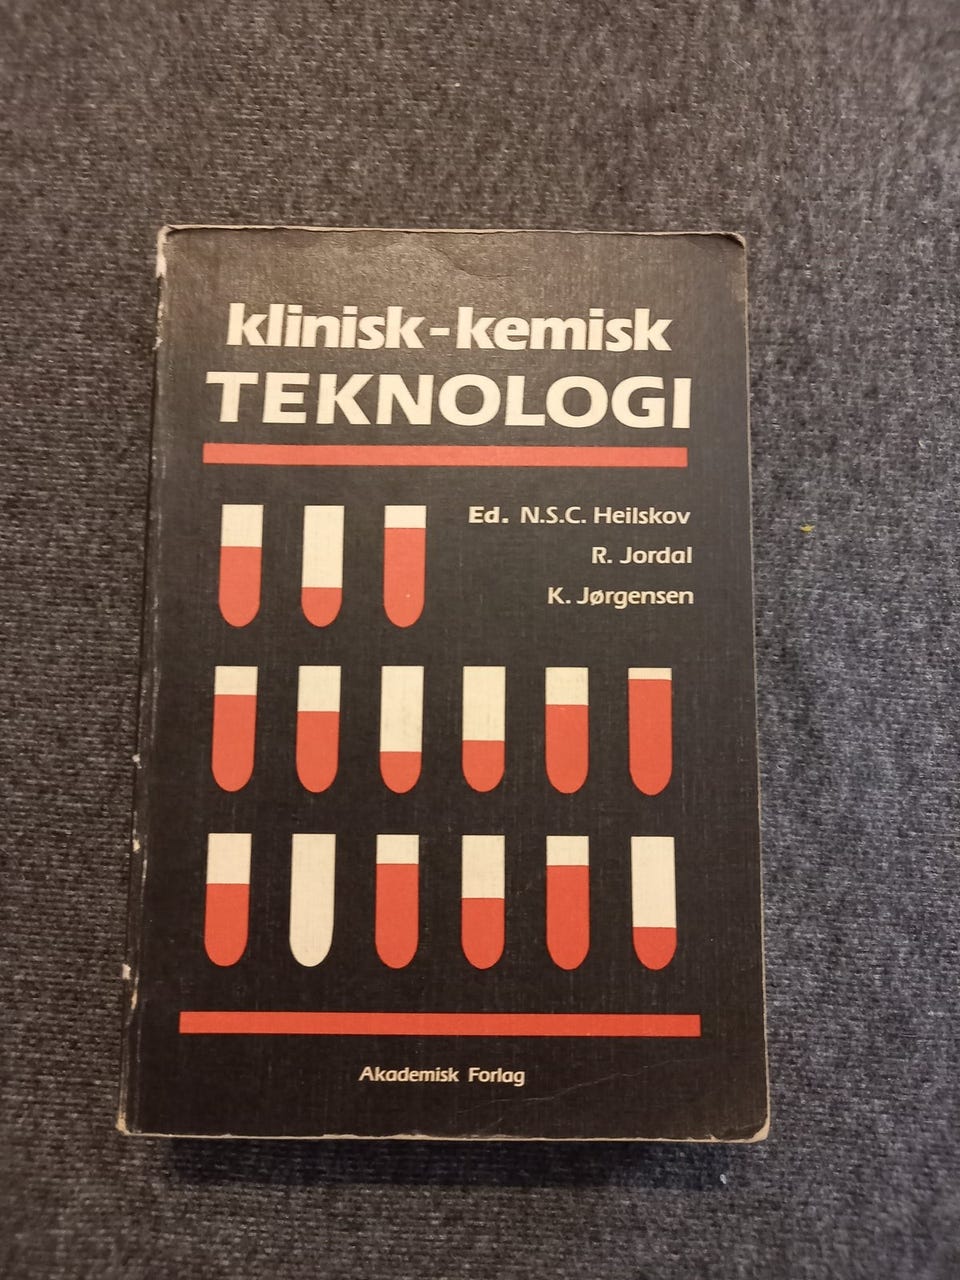 klinisk-kemisk
TEKNOLOGI
Ed. N.S.C. Heilskov
R. Jordal
K. Jørgensen
Akademisk Forlag